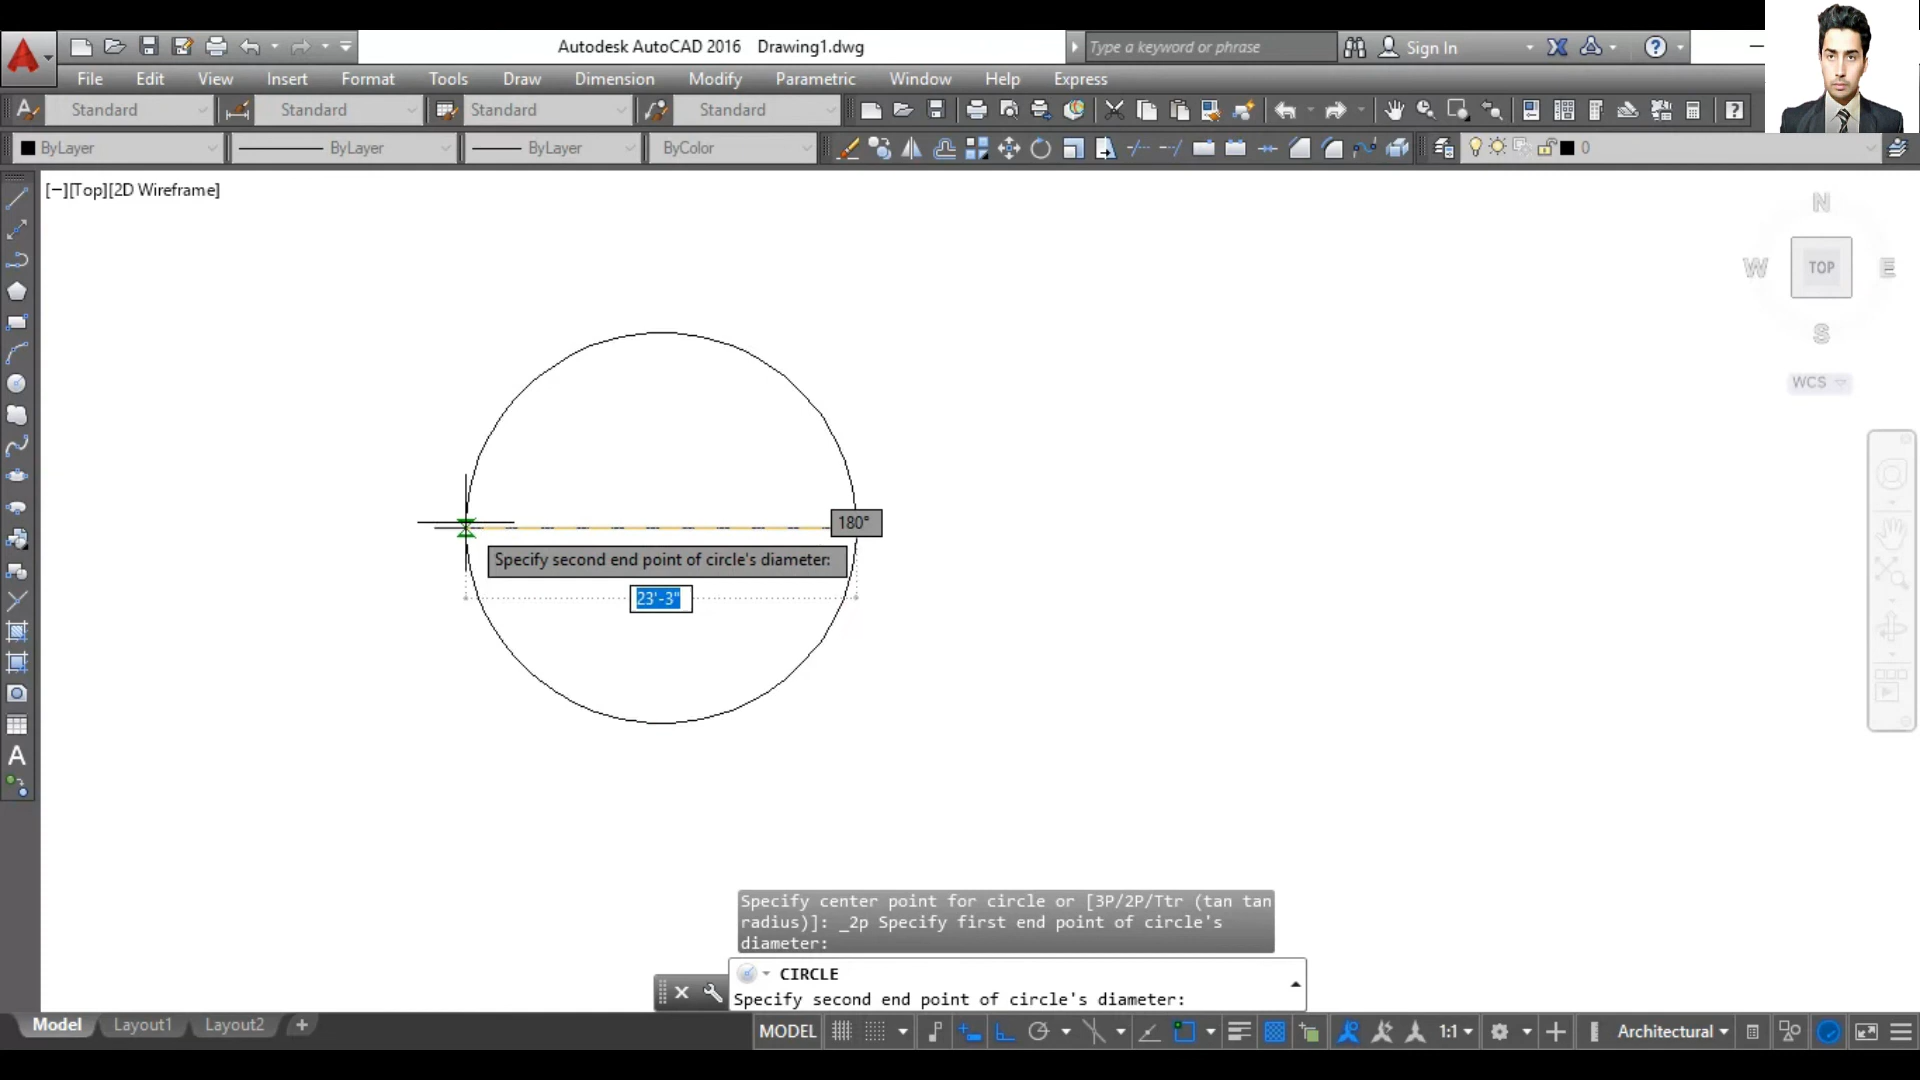 Autodesk AutoCAD 2016 Drawing1.dwg
Type a keyword or phrase
Sign In
File Edit View Insert Format Tools Draw Dimension Modify Parametric Window Help Express
Standard Standard Standard Standard
ByLayer ByLayer ByLayer ByColor 0
[−][Top][2D Wireframe]
N
W TOP E
S
WCS
180°
Specify second end point of circle's diameter:
23'-3"
Specify center point for circle or [3P/2P/Ttr (tan tan
radius)]: _2p Specify first end point of circle's
diameter:
CIRCLE
Specify second end point of circle's diameter:
Model Layout1 Layout2 +
MODEL 1:1 Architectural